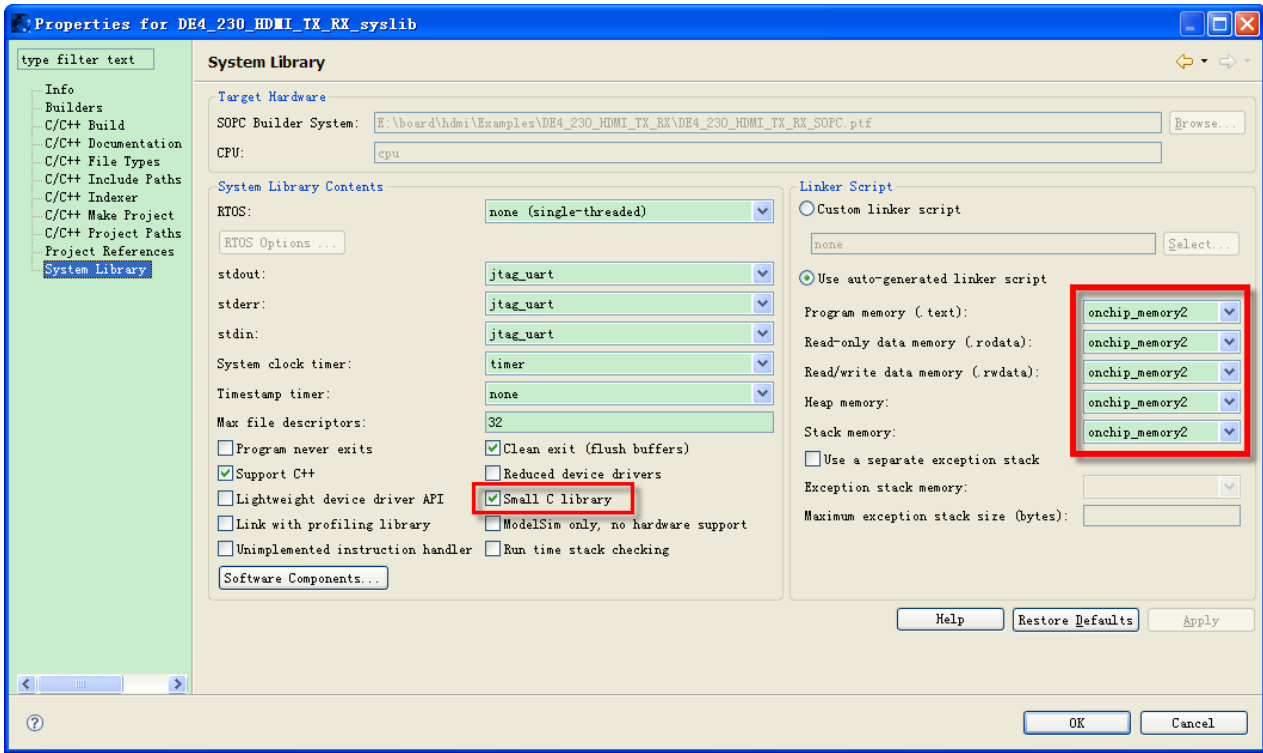 Properties for DE4_230_HDMI_TX_RX_syslib
type filter text
System Library
Info
Builders
C/C++ Build
C/C++ Documentation
C/C++ File Types
C/C++ Include Paths
C/C++ Indexer
C/C++ Make Project
C/C++ Project Paths
Project References
System Library
Target Hardware
SOPC Builder System: E:\board\hdmi\Examples\DE4_230_HDMI_TX_RX\DE4_230_HDMI_TX_RX_SOPC.ptf Browse...
CPU: cpu
System Library Contents
RTOS: none (single-threaded)
RTOS Options ...
stdout: jtag_uart
stderr: jtag_uart
stdin: jtag_uart
System clock timer: timer
Timestamp timer: none
Max file descriptors: 32
Program never exits Clean exit (flush buffers)
Support C++ Reduced device drivers
Lightweight device driver API Small C library
Link with profiling library ModelSim only, no hardware support
Unimplemented instruction handler Run time stack checking
Software Components...
Linker Script
Custom linker script
none Select...
Use auto-generated linker script
Program memory (.text): onchip_memory2
Read-only data memory (.rodata): onchip_memory2
Read/write data memory (.rwdata): onchip_memory2
Heap memory: onchip_memory2
Stack memory: onchip_memory2
Use a separate exception stack
Exception stack memory:
Maximum exception stack size (bytes):
Help Restore Defaults Apply
OK Cancel